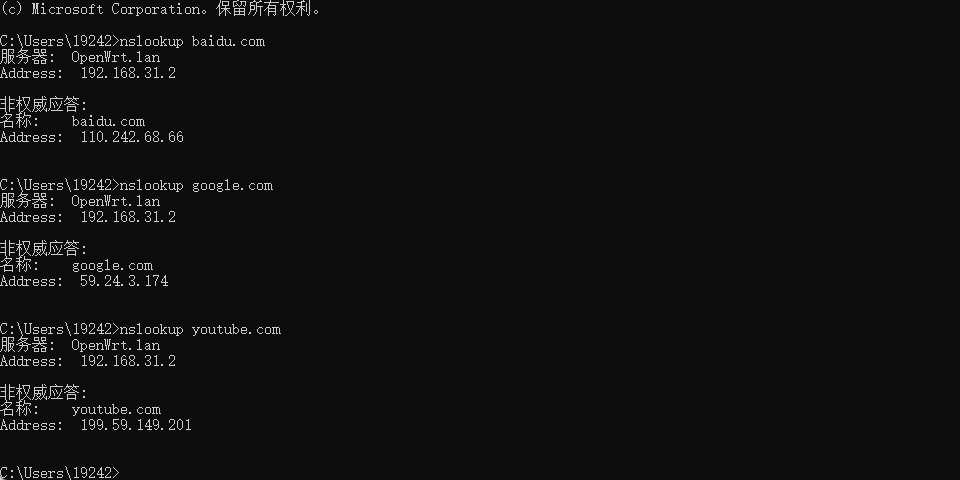 (c) Microsoft Corporation。保留所有权利。
C:\Users\19242>nslookup baidu.com
服务器:  OpenWrt.lan
Address:  192.168.31.2
非权威应答:
名称:    baidu.com
Address:  110.242.68.66
C:\Users\19242>nslookup google.com
服务器:  OpenWrt.lan
Address:  192.168.31.2
非权威应答:
名称:    google.com
Address:  59.24.3.174
C:\Users\19242>nslookup youtube.com
服务器:  OpenWrt.lan
Address:  192.168.31.2
非权威应答:
名称:    youtube.com
Address:  199.59.149.201
C:\Users\19242>